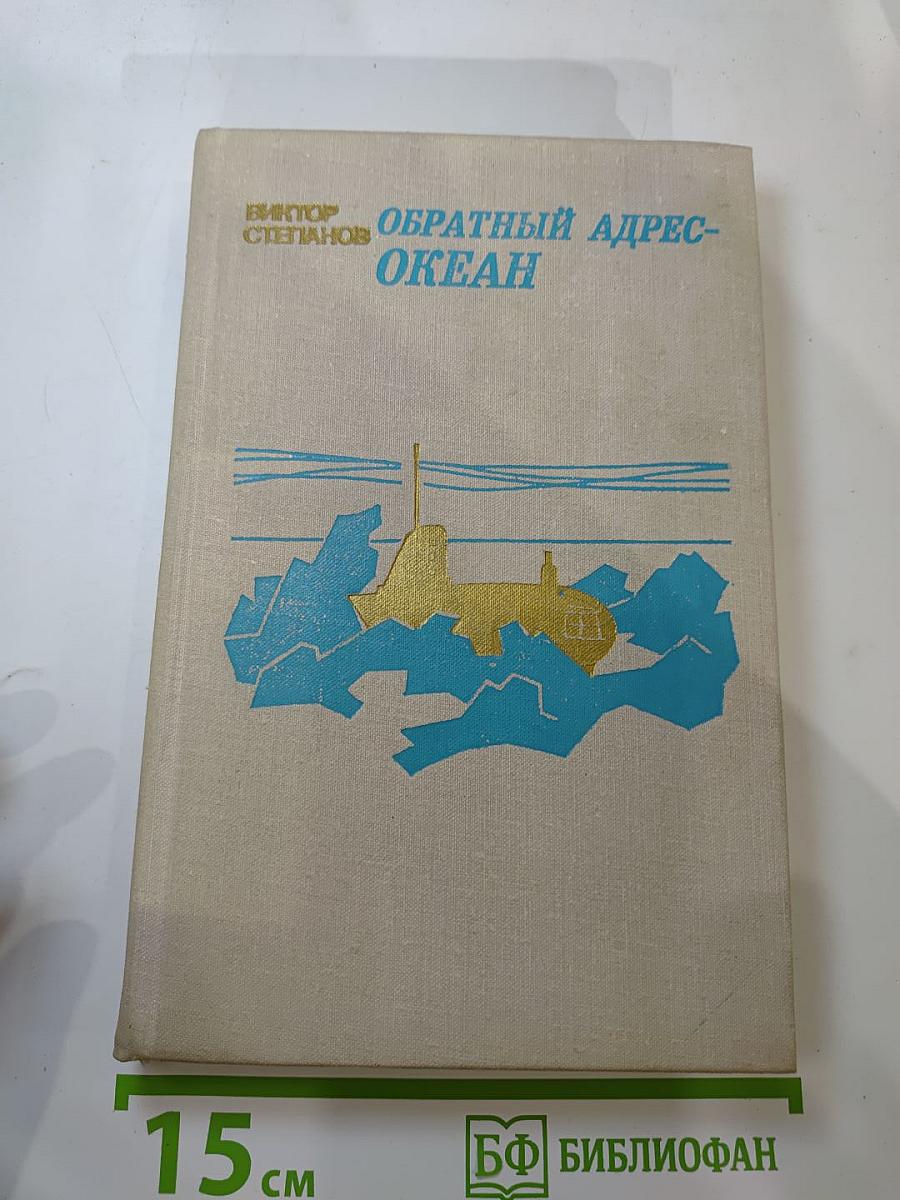 ВИКТОР
СТЕПАНОВ
ОБРАТНЫЙ АДРЕС-
ОКЕАН
15 см
БФ БИБЛИОФАН